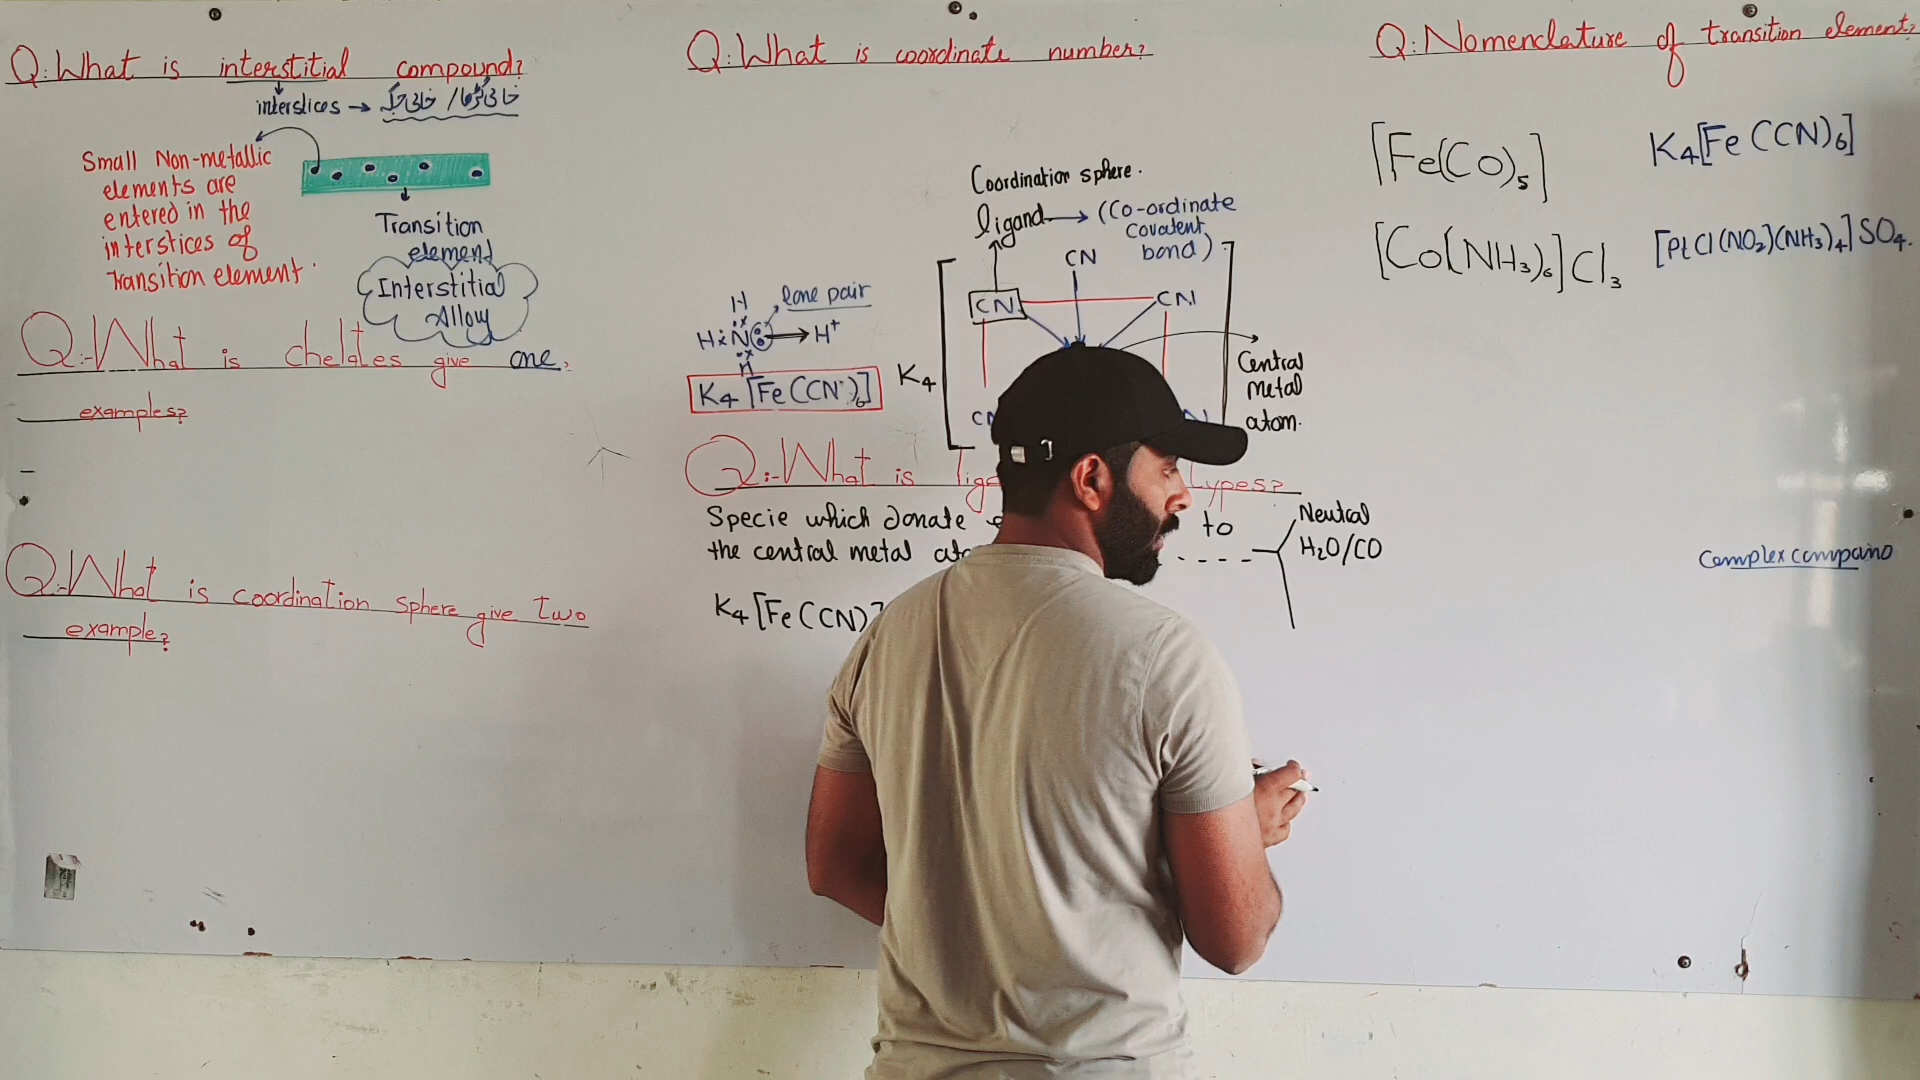 Q:What is interstitial compound?
interstices → خالی گڑھا / خالی جگہ
Small Non-metallic
elements are
entered in the
interstices of
transition element.
Transition
element
Interstitial
Alloy
Q:-What is chelates give one.
examples?
Q:-What is coordination sphere give two
example?
Q:What is coordinate number?
Coordination sphere.
ligand → (Co-ordinate
covalent
bond)
CN
CN
CN
K4
Central
metal
atom.
H
lone pair
H N → H+
H
K4 [Fe(CN)6]
Q:-What is types?
Specie which donate to
the central metal
K4 [Fe(CN)
Neutral
H2O/CO
Q:Nomenclature of transition element?
[Fe(Co)5]
K4[Fe(CN)6]
[Co(NH3)6]Cl3
[PtCl(NO2)(NH3)4]SO4.
Complex